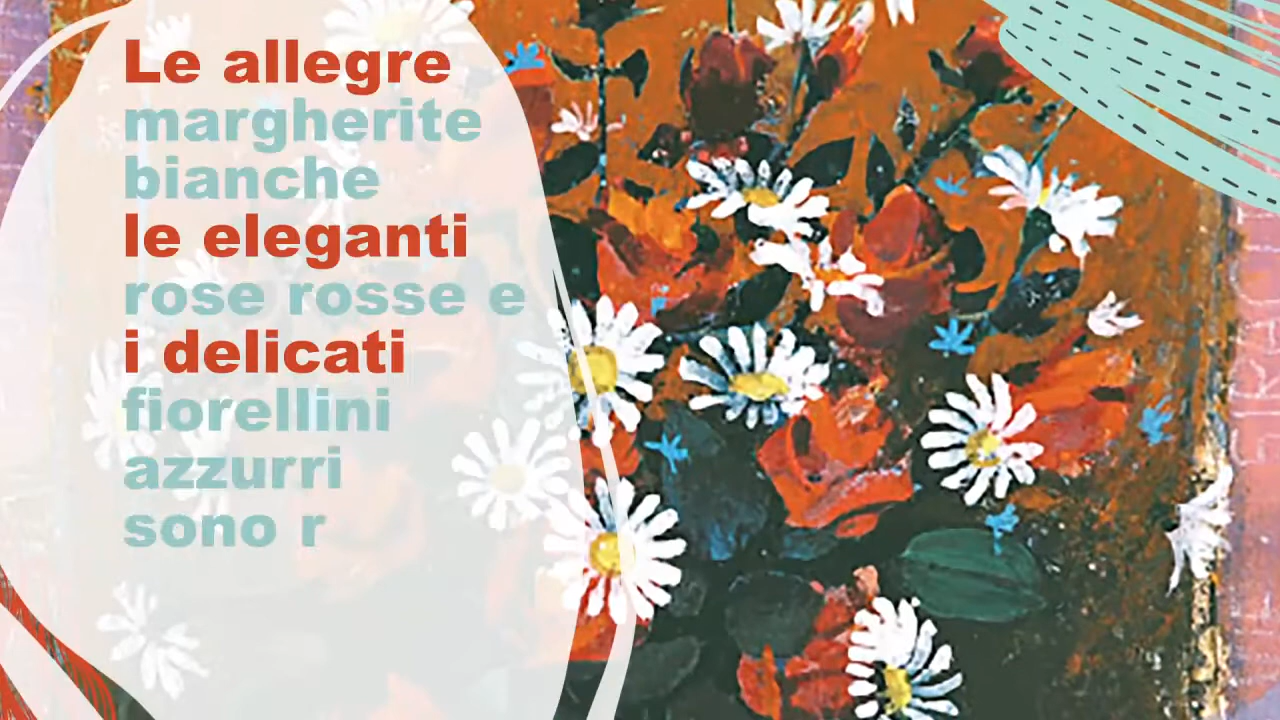 Le allegre
margherite
bianche
le eleganti
rose rosse e
i delicati
fiorellini
azzurri
sono r